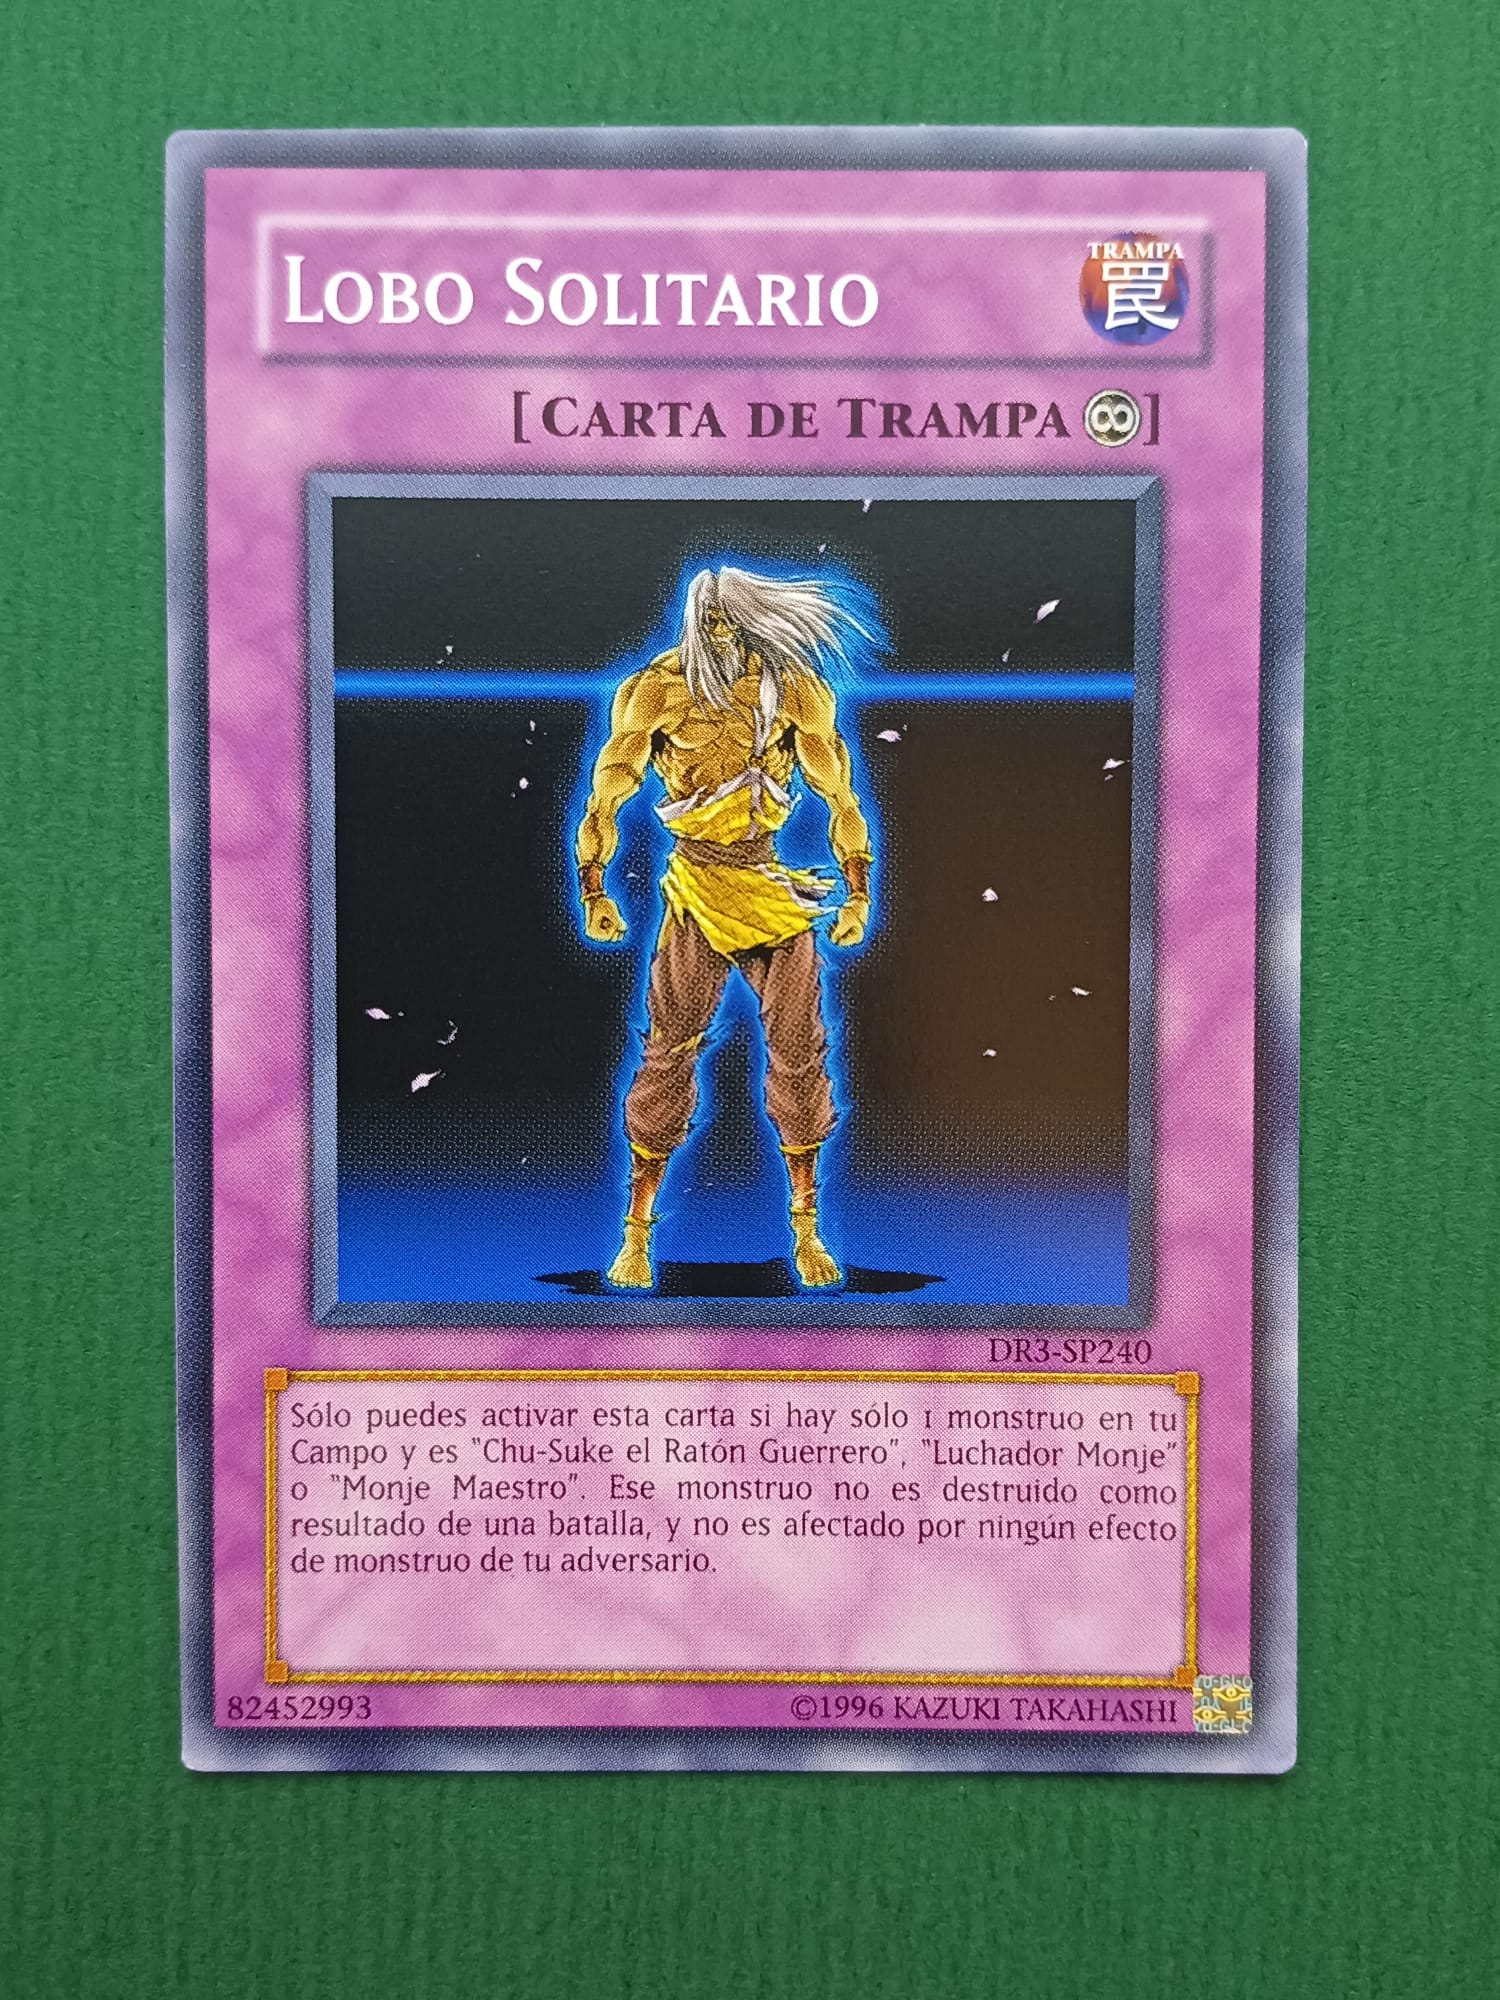 LOBO SOLITARIO
TRAMPA
罠
[CARTA DE TRAMPA ∞]
DR3-SP240
Sólo puedes activar esta carta si hay sólo 1 monstruo en tu
Campo y es "Chu-Suke el Ratón Guerrero", "Luchador Monje"
o "Monje Maestro". Ese monstruo no es destruido como
resultado de una batalla, y no es afectado por ningún efecto
de monstruo de tu adversario.
82452993
©1996 KAZUKI TAKAHASHI